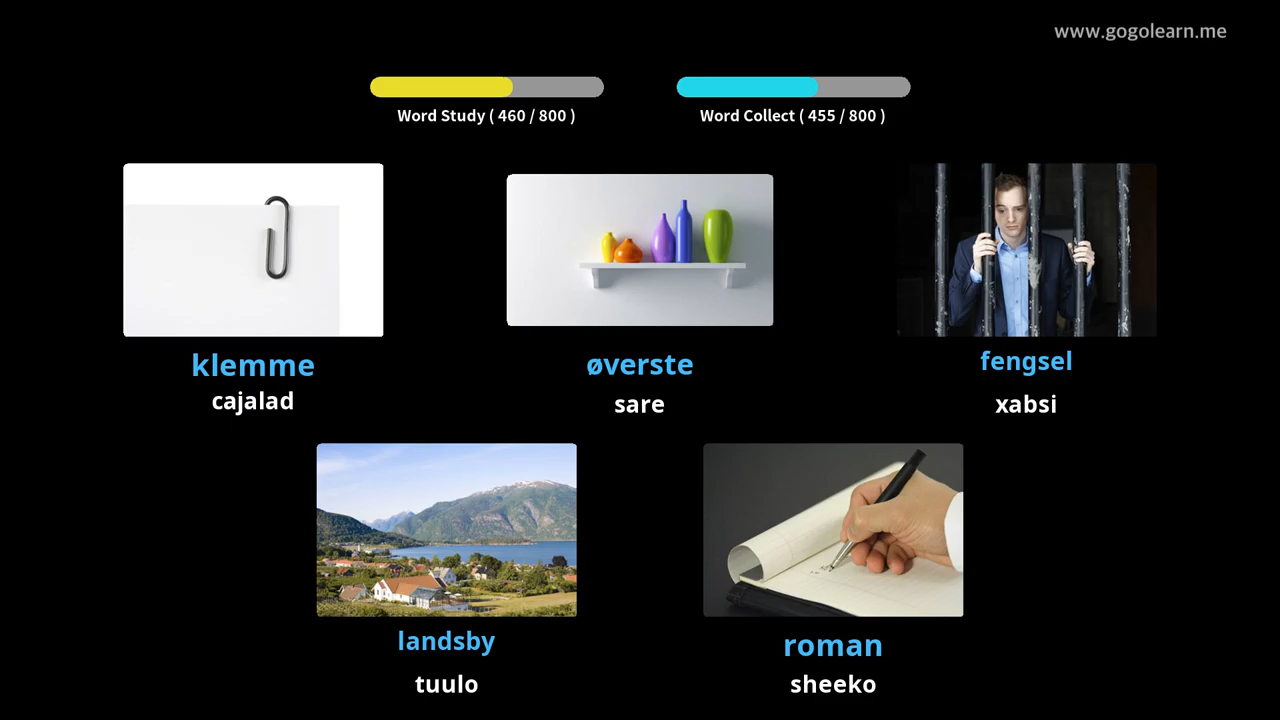 www.gogolearn.me
Word Study ( 460 / 800 )
Word Collect ( 455 / 800 )
klemme
cajalad
øverste
sare
fengsel
xabsi
landsby
tuulo
roman
sheeko